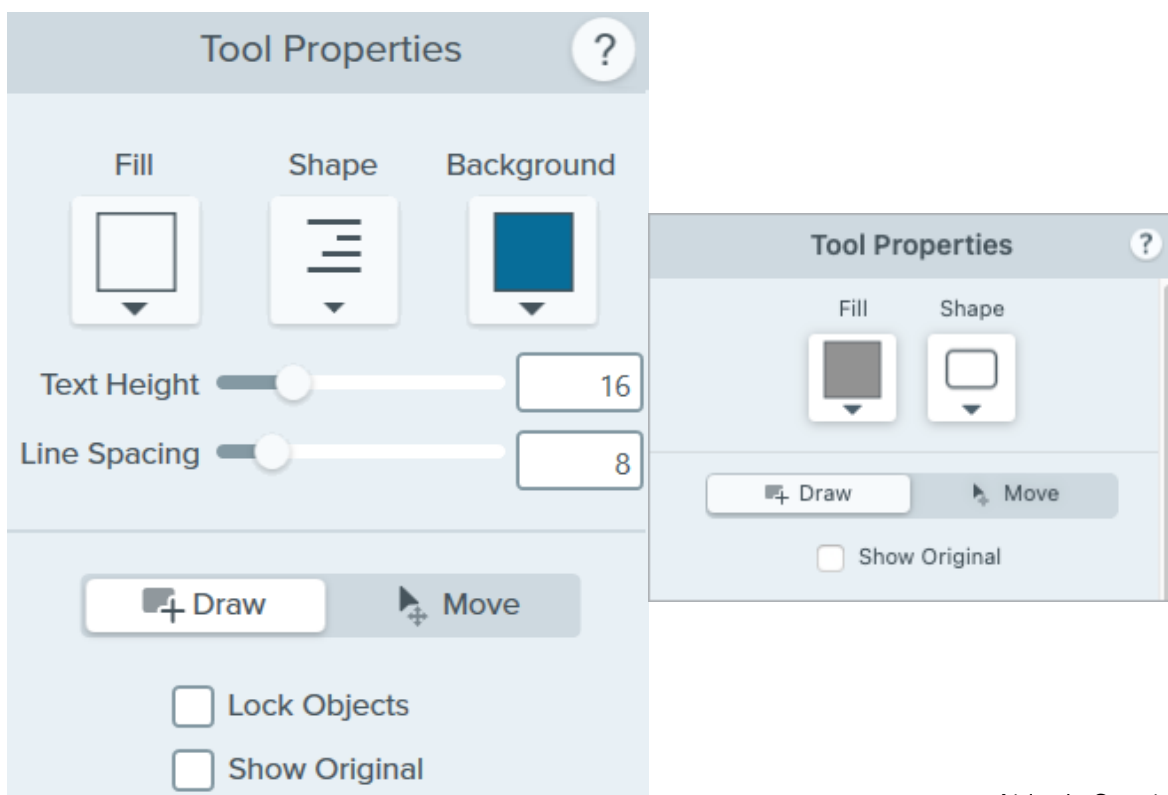 Tool Properties ?
Fill Shape Background
Text Height 16
Line Spacing 8
Draw Move
Lock Objects
Show Original
Tool Properties ?
Fill Shape
Draw Move
Show Original